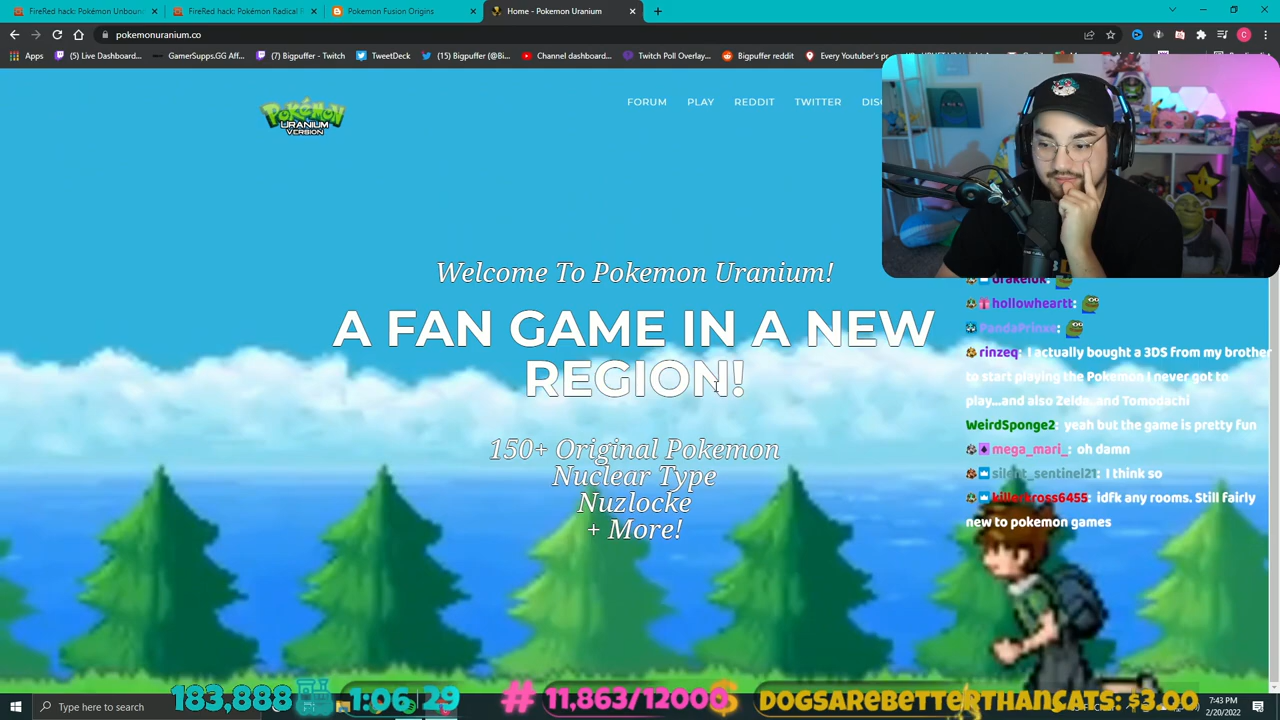 FireRed hack: Pokémon Unboun
FireRed hack: Pokémon Radical
Pokemon Fusion Origins
Home - Pokemon Uranium
pokemonuranium.co
Apps
(5) Live Dashboard...
GamerSupps.GG Aff...
(7) Bigpuffer - Twitch
TweetDeck
(15) Bigpuffer (@Bi...
Channel dashboard...
Twitch Poll Overlay...
Bigpuffer reddit
Every Youtuber's pr...
POKéMON
URANIUM
VERSION
FORUM
PLAY
REDDIT
TWITTER
Welcome To Pokemon Uranium!
A FAN GAME IN A NEW
REGION!
150+ Original Pokemon
Nuclear Type
Nuzlocke
+ More!
hollowheartt:
PandaPrinxe:
rinzeq: I actually bought a 3DS from my brother
to start playing the Pokemon I never got to
play...and also Zelda, and Tomodachi
WeirdSponge2: yeah but the game is pretty fun
mega_mari_: oh damn
silent_sentinel21: I think so
killerkross6455: idfk any rooms. Still fairly
new to pokemon games
183,888
1:06 29
# 11,863/12000
DOGSAREBETTERTHANCATS: $3.00
Type here to search
7:43 PM
2/20/2022